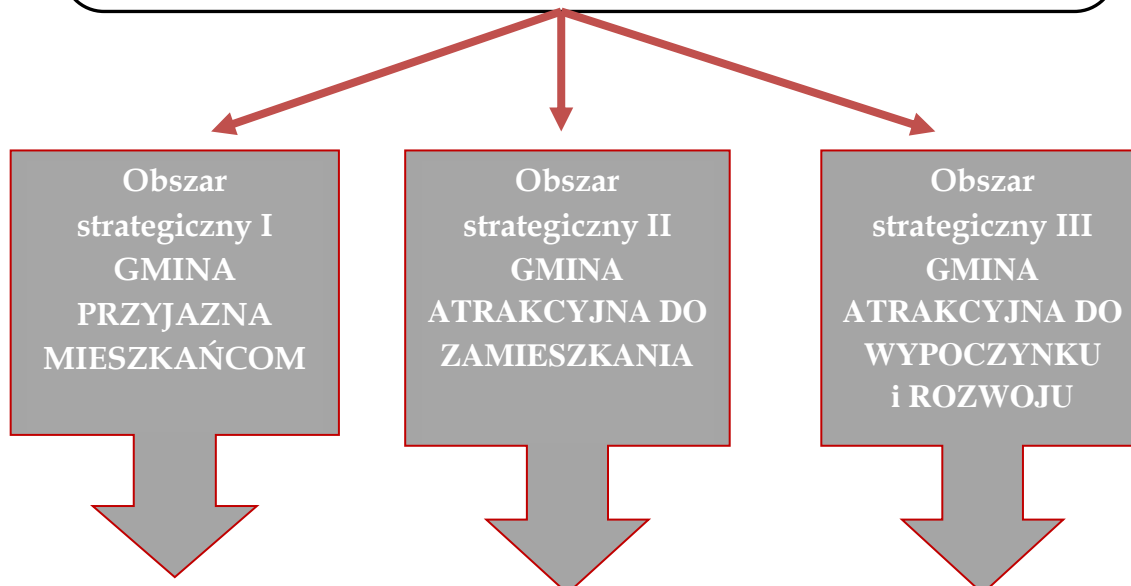 Obszar
strategiczny I
GMINA
PRZYJAZNA
MIESZKAŃCOM
Obszar
strategiczny II
GMINA
ATRAKCYJNA DO
ZAMIESZKANIA
Obszar
strategiczny III
GMINA
ATRAKCYJNA DO
WYPOCZYNKU
i ROZWOJU